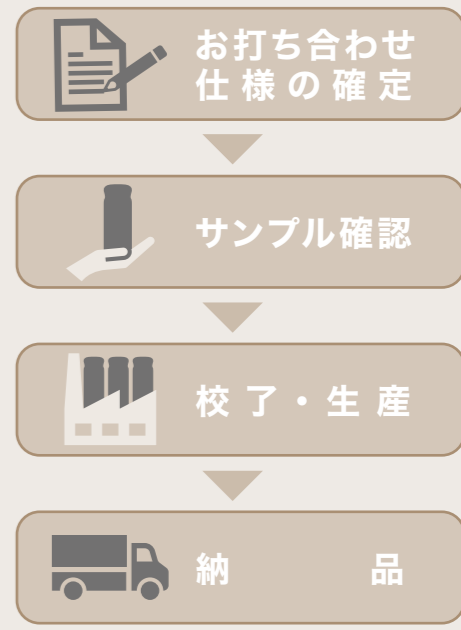 お打ち合わせ
仕様の確定
サンプル確認
校了・生産
納品